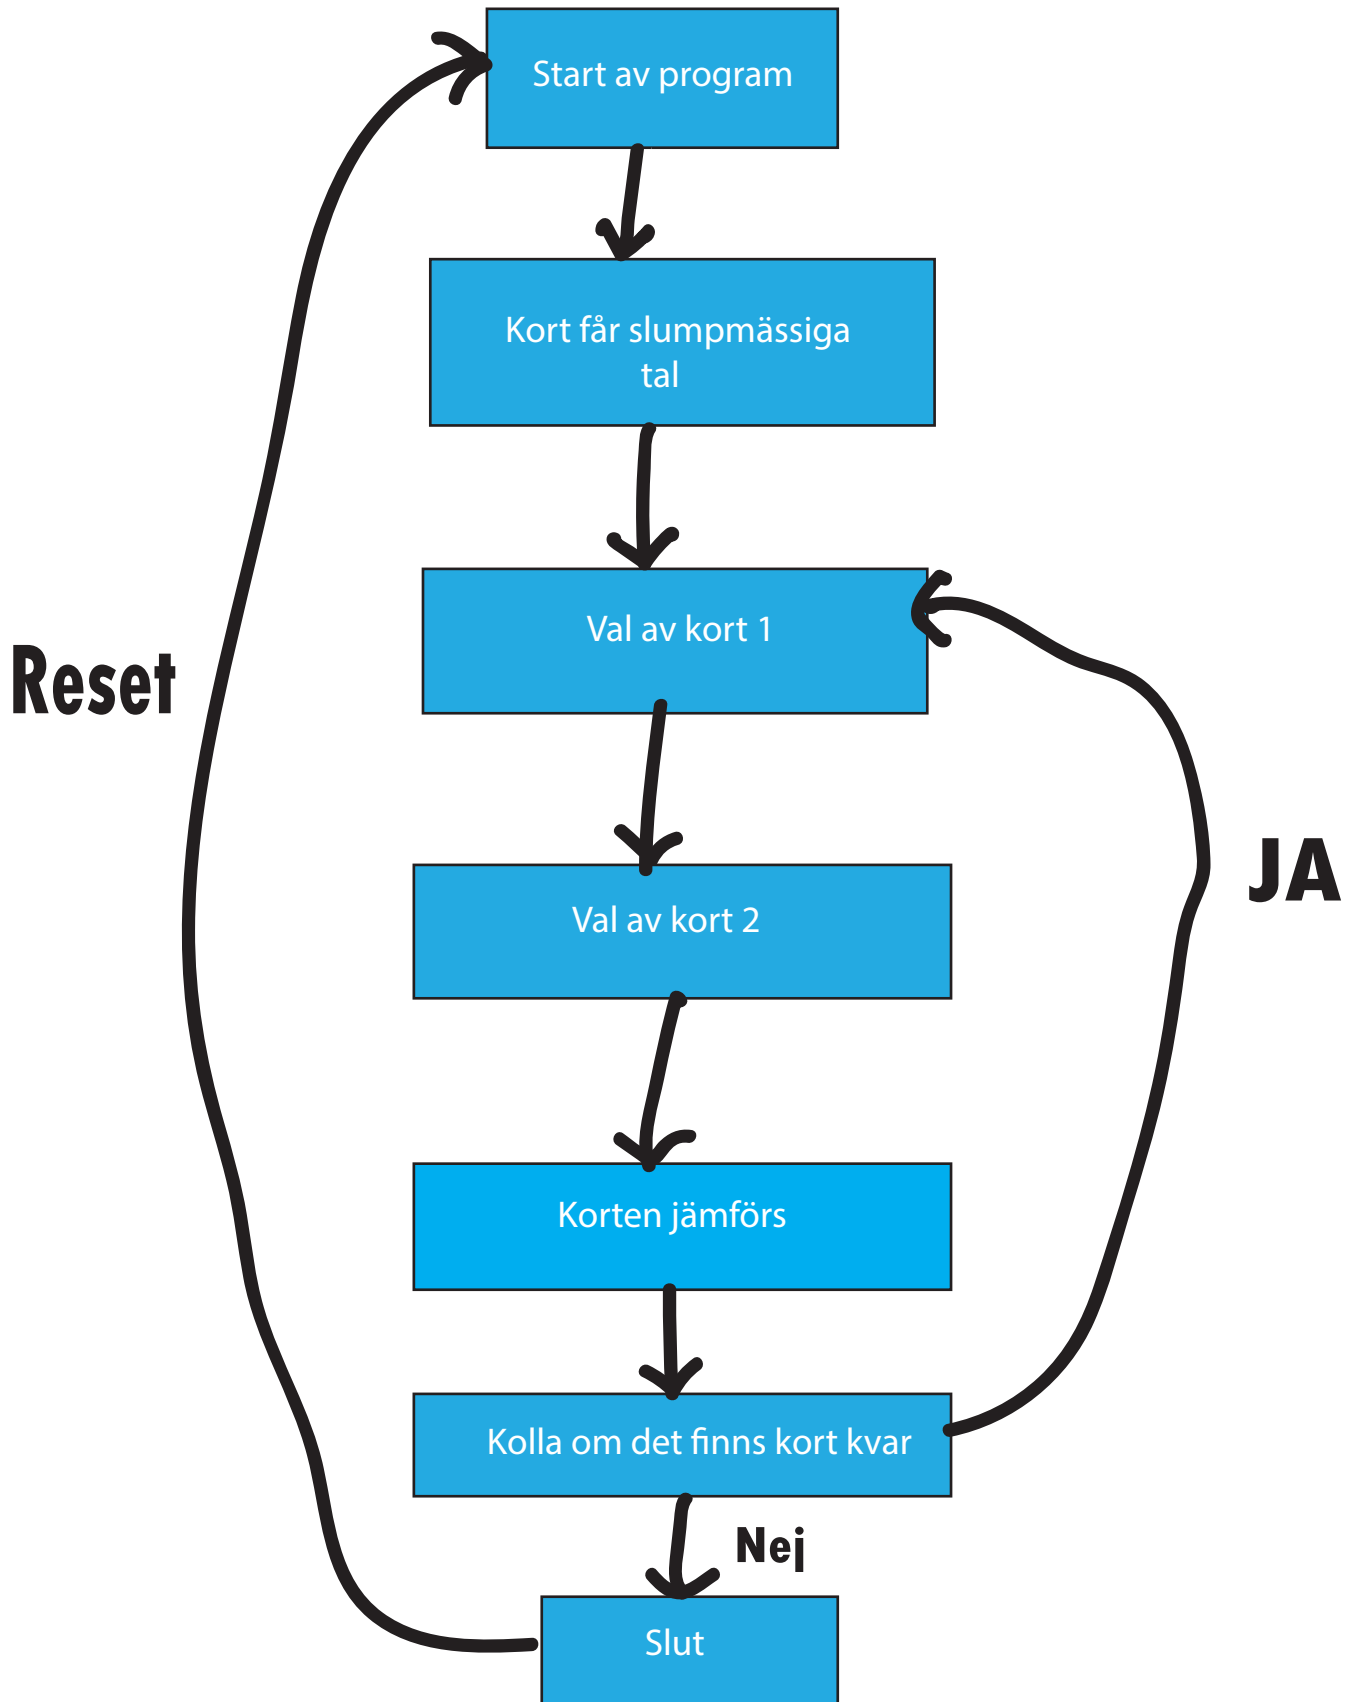 Start av program
Kort får slumpmässiga
tal
Val av kort 1
Reset
Val av kort 2
JA
Korten jämförs
Kolla om det finns kort kvar
Nej
Slut